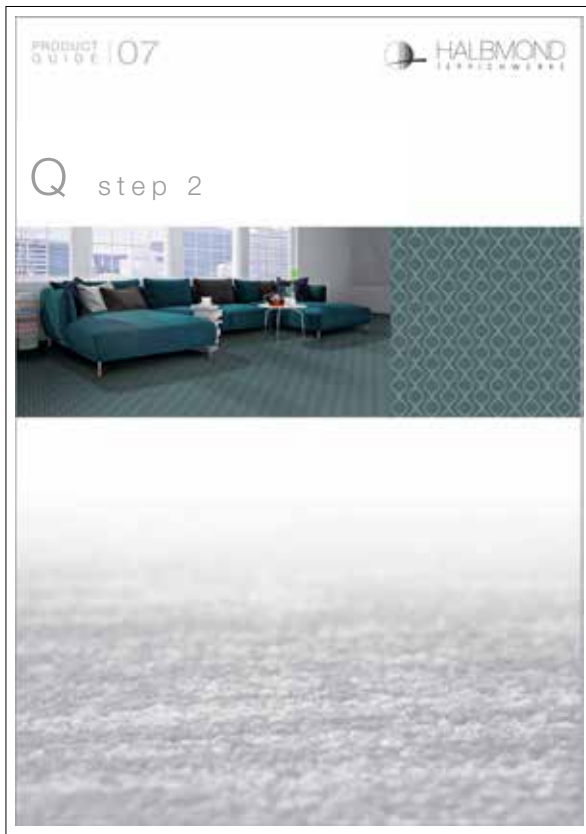 PRODUCT
GUIDE | 07
HALBMOND
TEPPICHWERKE
Q step 2